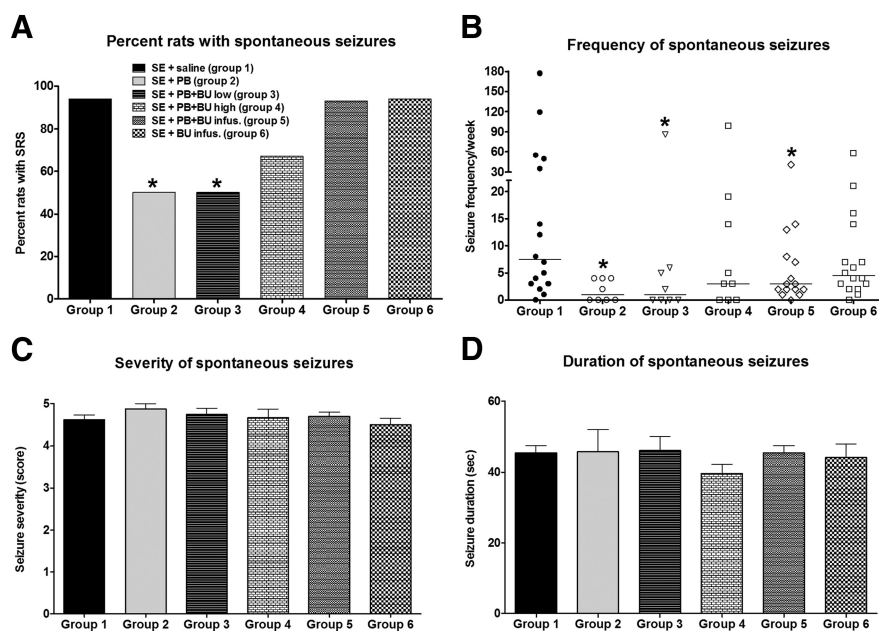 A
Percent rats with spontaneous seizures
SE + saline (group 1)
SE + PB (group 2)
SE + PB+BU low (group 3)
SE + PB+BU high (group 4)
SE + PB+BU infus. (group 5)
SE + BU infus. (group 6)
Percent rats with SRS
100
80
60
40
20
0
* *
Group 1 Group 2 Group 3 Group 4 Group 5 Group 6
B
Frequency of spontaneous seizures
Seizure frequency/week
180
150
120
90
60
30
20
15
10
5
0
* * *
Group 1 Group 2 Group 3 Group 4 Group 5 Group 6
C
Severity of spontaneous seizures
Seizure severity (score)
5
4
3
2
1
0
Group 1 Group 2 Group 3 Group 4 Group 5 Group 6
D
Duration of spontaneous seizures
Seizure duration (sec)
60
40
20
0
Group 1 Group 2 Group 3 Group 4 Group 5 Group 6